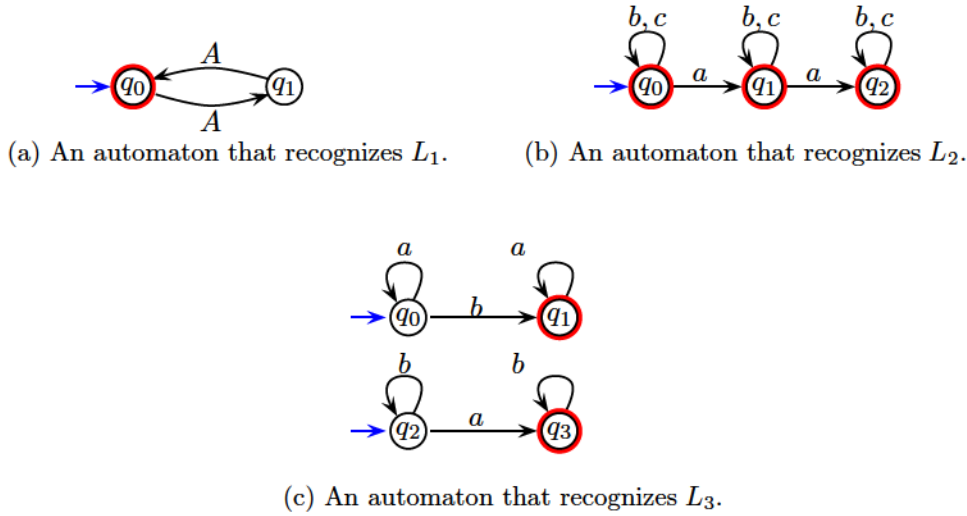 A
q₀ q₁
A
(a) An automaton that recognizes L₁.
b, c b, c b, c
a a
q₀ q₁ q₂
(b) An automaton that recognizes L₂.
a a
b
q₀ q₁
b b
a
q₂ q₃
(c) An automaton that recognizes L₃.